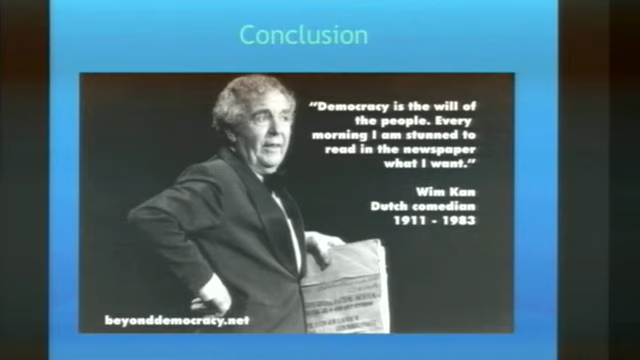 Conclusion
“Democracy is the will of
the people. Every
morning I am stunned to
read in the newspaper
what I want.”
Wim Kan
Dutch comedian
1911 - 1983
beyonddemocracy.net